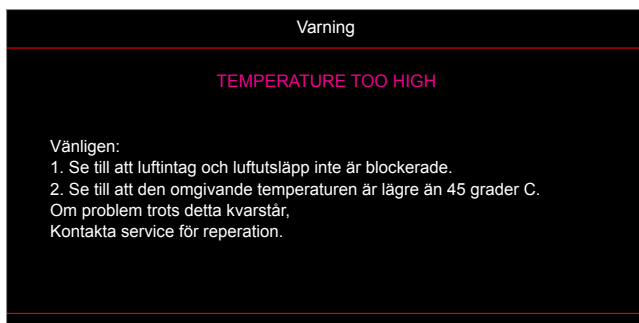 Varning
TEMPERATURE TOO HIGH
Vänligen:
1. Se till att luftintag och luftutsläpp inte är blockerade.
2. Se till att den omgivande temperaturen är lägre än 45 grader C.
Om problem trots detta kvarstår,
Kontakta service för reperation.